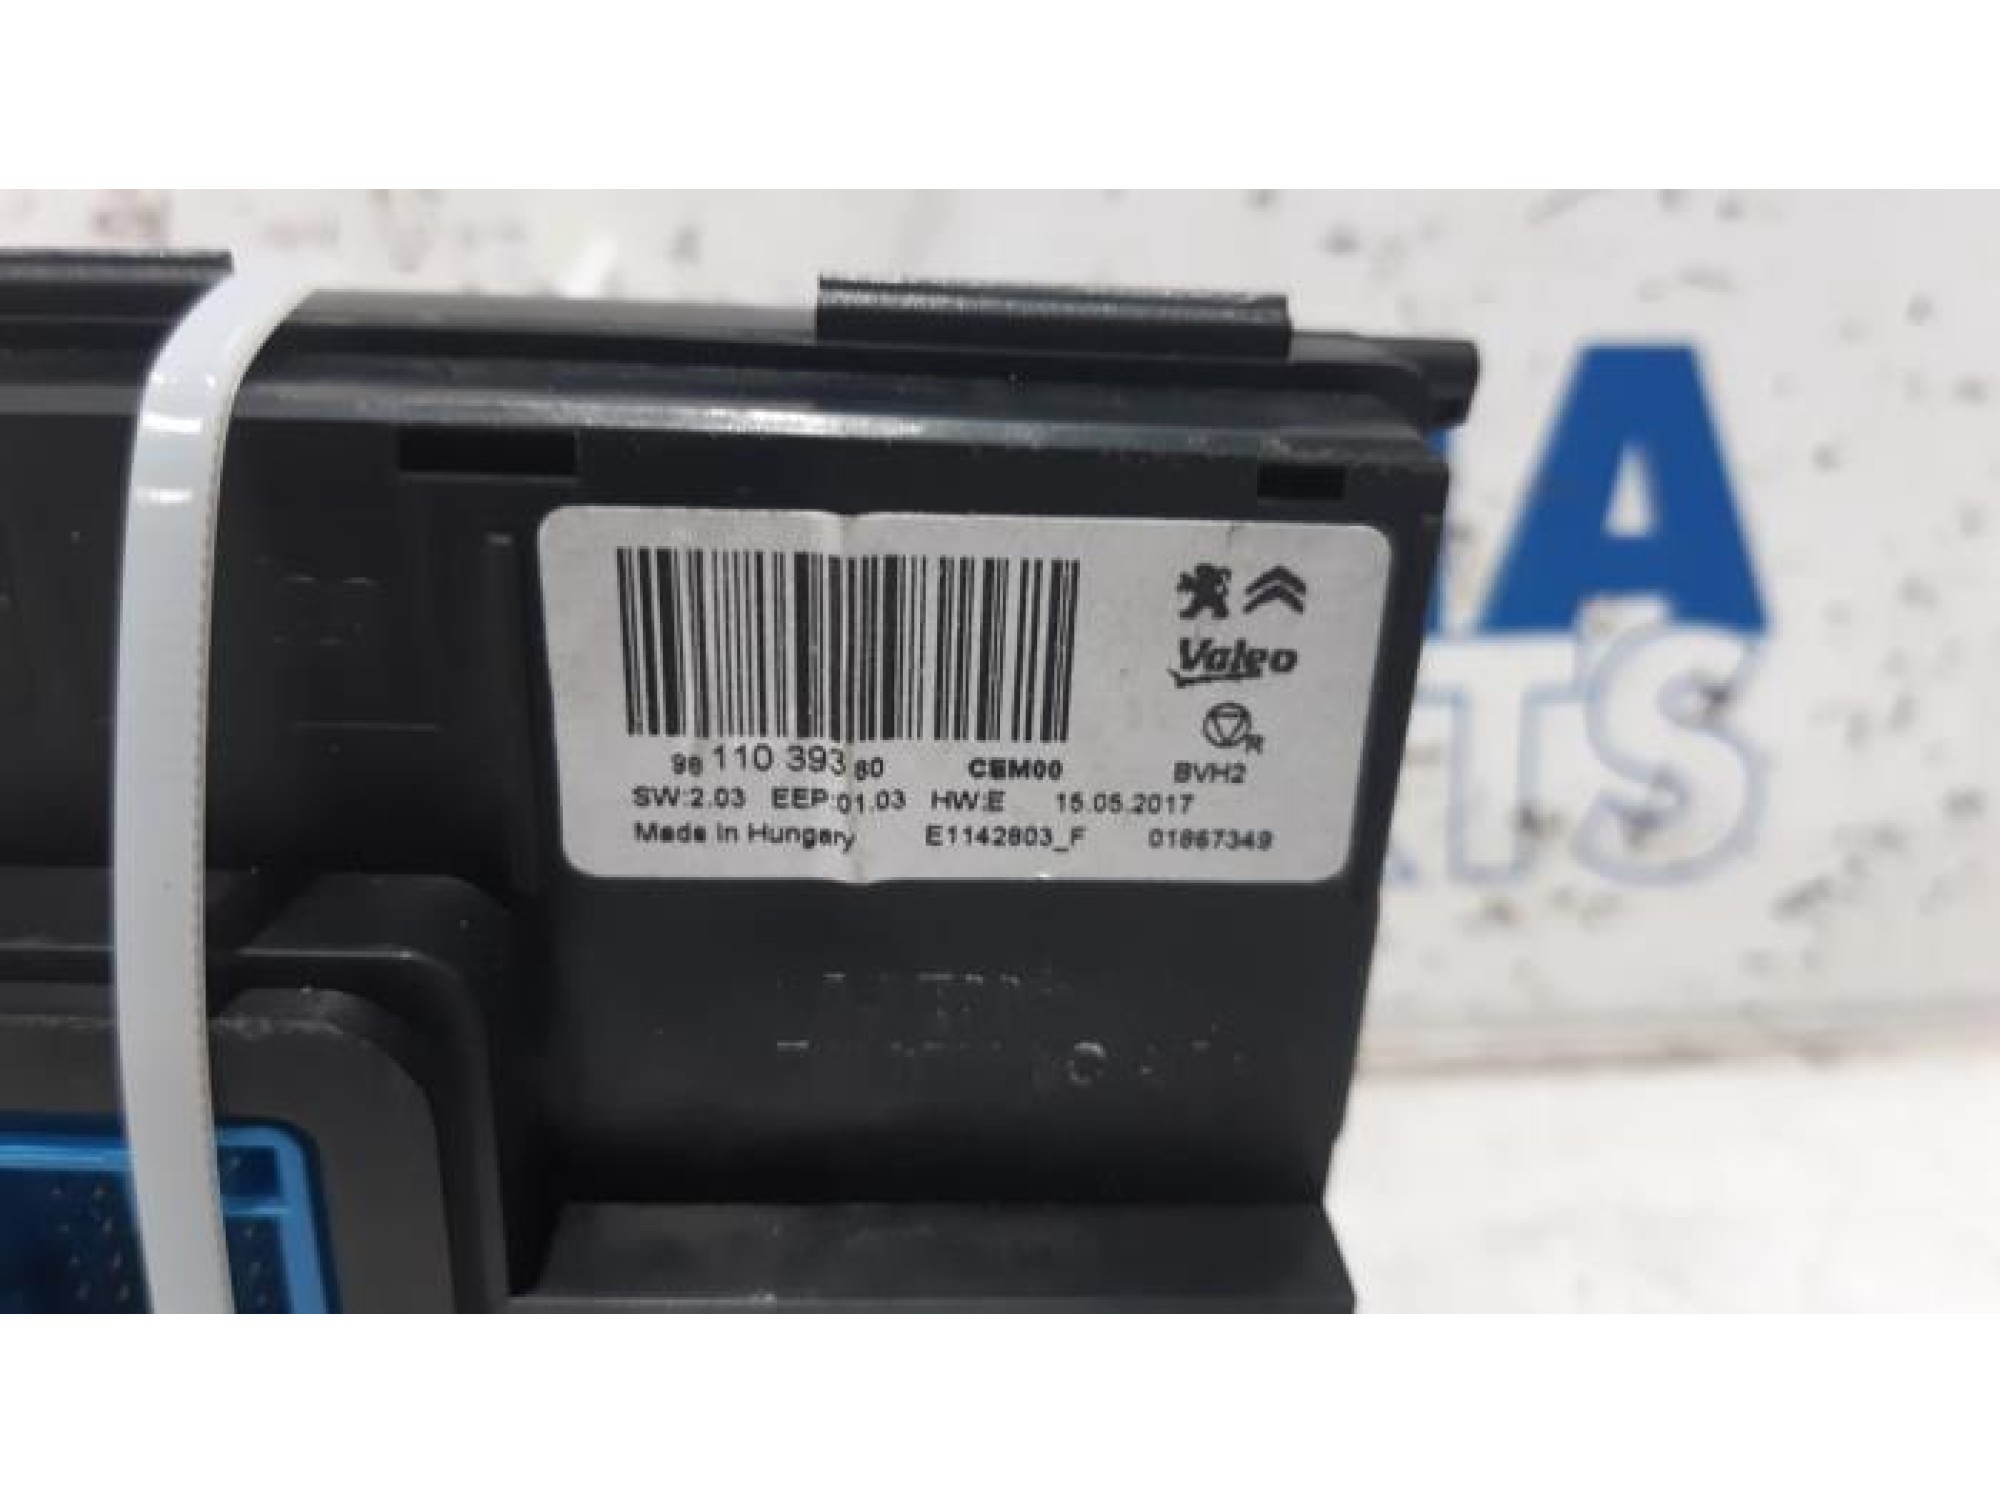 Valeo
R
98 110 393 80 CEM00 BVH2
SW:2.03 EEP:01.03 HW:E 15.05.2017
Made in Hungary E1142803_F 01867349